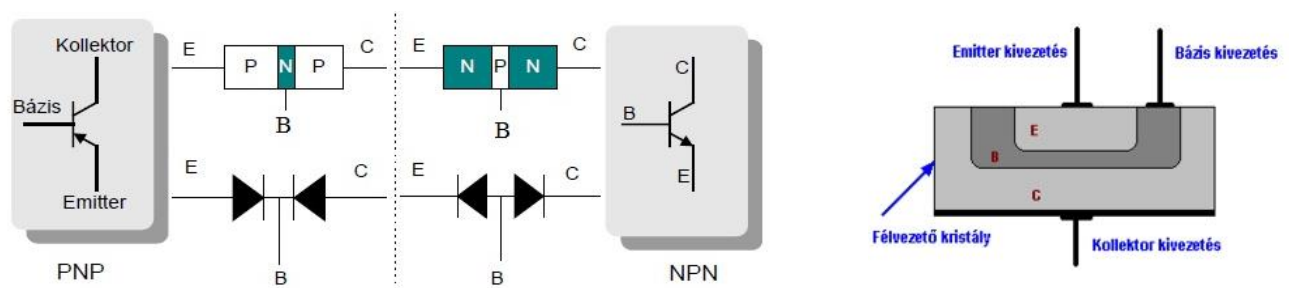 Kollektor
Bázis
Emitter
PNP
E
P N P
C
B
E
C
B
E
N P N
C
B
E
C
B
C
B
E
NPN
Emitter kivezetés
Bázis kivezetés
E
B
C
Félvezető kristály
Kollektor kivezetés